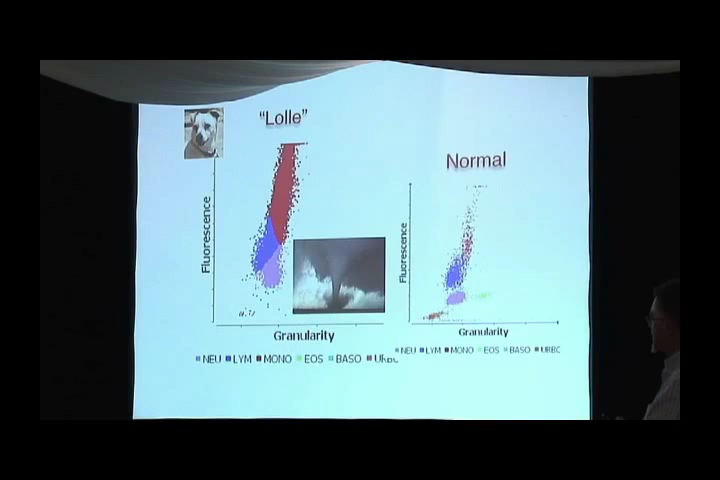 “Lolle”
Fluorescence
Granularity
NEU LYM MONO EOS BASO URBC
Normal
Fluorescence
Granularity
NEU LYM MONO EOS BASO URBC